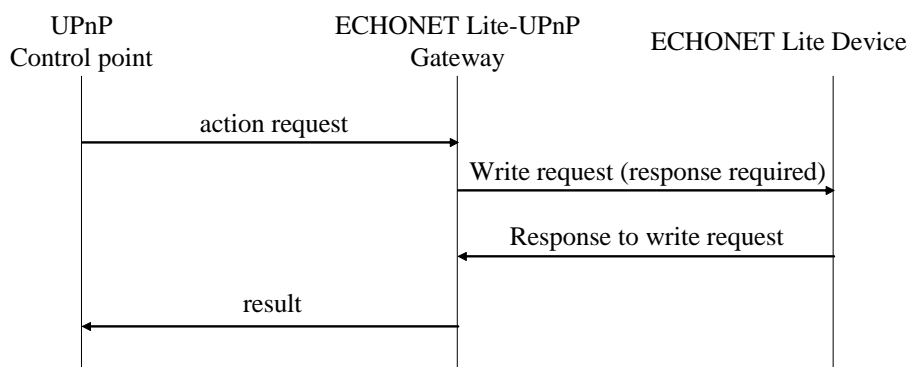 UPnP
Control point
ECHONET Lite-UPnP
Gateway
ECHONET Lite Device
action request
Write request (response required)
Response to write request
result